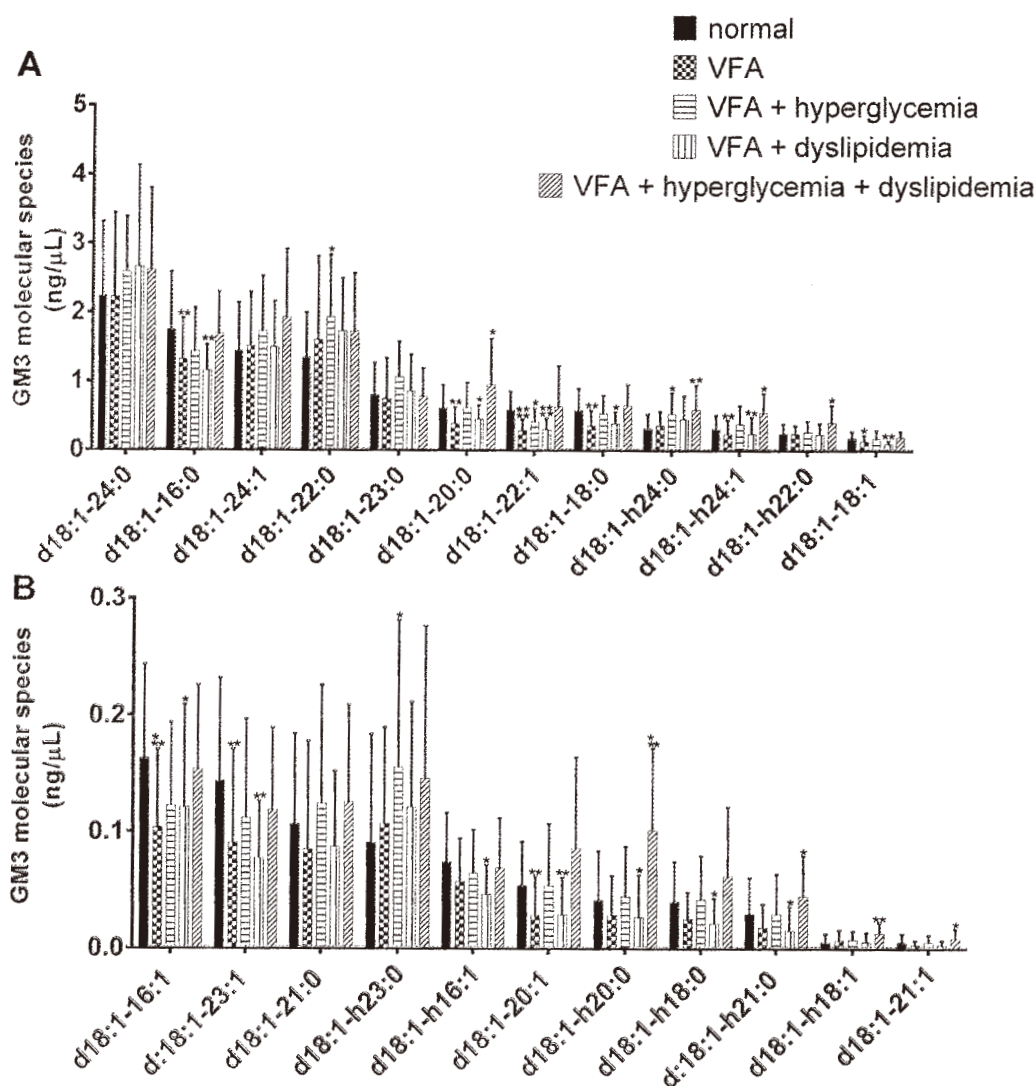 normal
VFA
VFA + hyperglycemia
VFA + dyslipidemia
VFA + hyperglycemia + dyslipidemia
A
GM3 molecular species
(ng/μL)
5
4
3
2
1
0
** ** * ** * * *** * *** ** * * ** ** ** * * * **
d18:1-24:0
d18:1-16:0
d18:1-24:1
d18:1-22:0
d18:1-23:0
d18:1-20:0
d18:1-22:1
d18:1-18:0
d18:1-h24:0
d18:1-h24:1
d18:1-h22:0
d18:1-18:1
B
GM3 molecular species
(ng/μL)
0.3
0.2
0.1
0.0
*** * ** ** * * ** ** * *** * * * ** *
d18:1-16:1
d:18:1-23:1
d18:1-21:0
d18:1-h23:0
d18:1-h16:1
d18:1-20:1
d18:1-h20:0
d18:1-h18:0
d:18:1-h21:0
d18:1-h18:1
d18:1-21:1